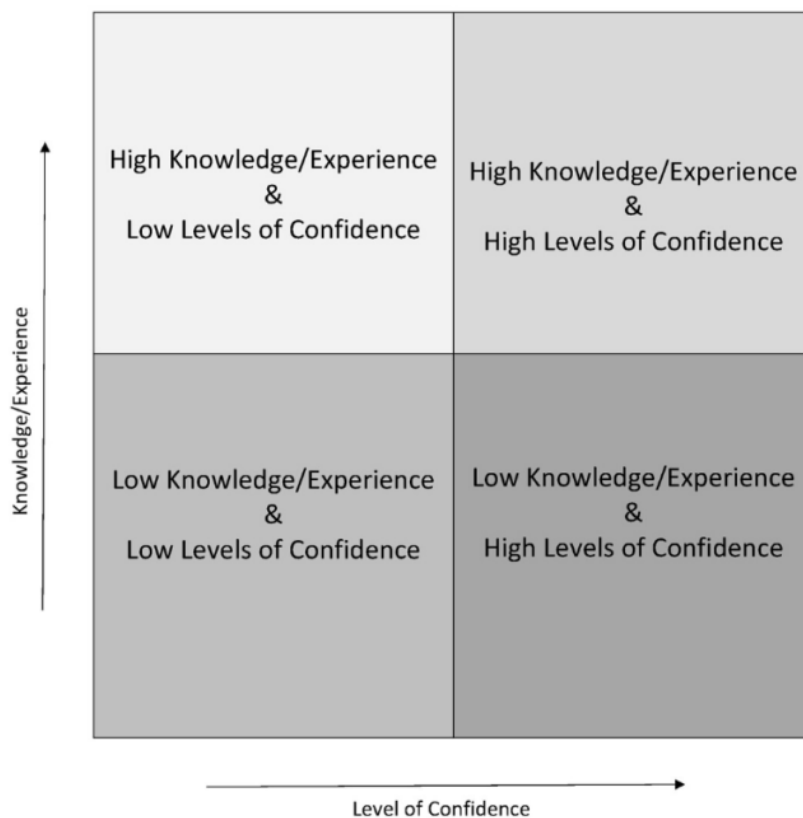 High Knowledge/Experience
&
Low Levels of Confidence
High Knowledge/Experience
&
High Levels of Confidence
Knowledge/Experience
Low Knowledge/Experience
&
Low Levels of Confidence
Low Knowledge/Experience
&
High Levels of Confidence
Level of Confidence